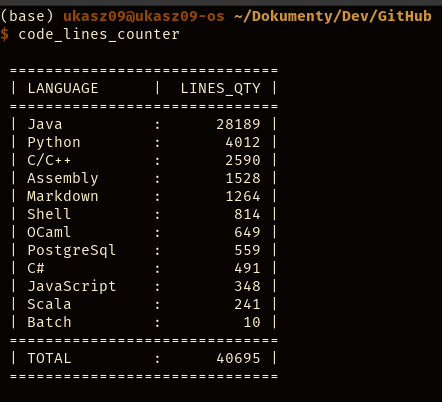 (base) ukasz09@ukasz09-os ~/Dokumenty/Dev/GitHub
$ code_lines_counter
==============================
| LANGUAGE      |  LINES_QTY |
==============================
| Java          :      28189 |
| Python        :       4012 |
| C/C++         :       2590 |
| Assembly      :       1528 |
| Markdown      :       1264 |
| Shell         :        814 |
| OCaml         :        649 |
| PostgreSql    :        559 |
| C#            :        491 |
| JavaScript    :        348 |
| Scala         :        241 |
| Batch         :         10 |
==============================
| TOTAL         :      40695 |
==============================